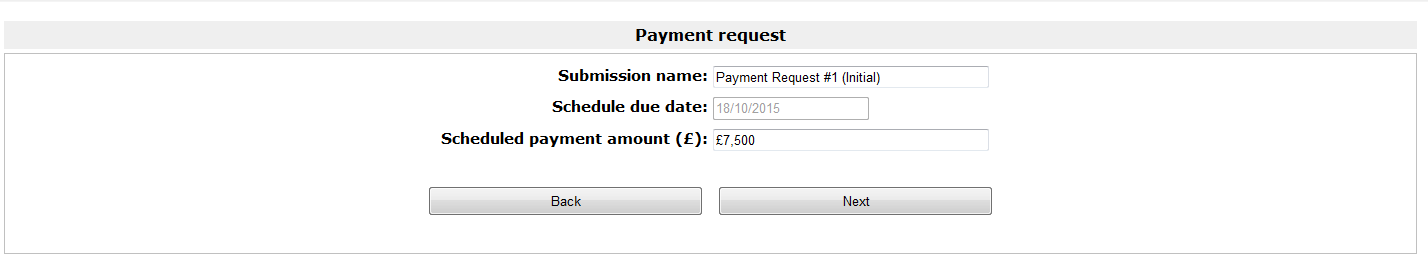 Payment request
Submission name: Payment Request #1 (Initial)
Schedule due date: 18/10/2015
Scheduled payment amount (£): £7,500
Back Next